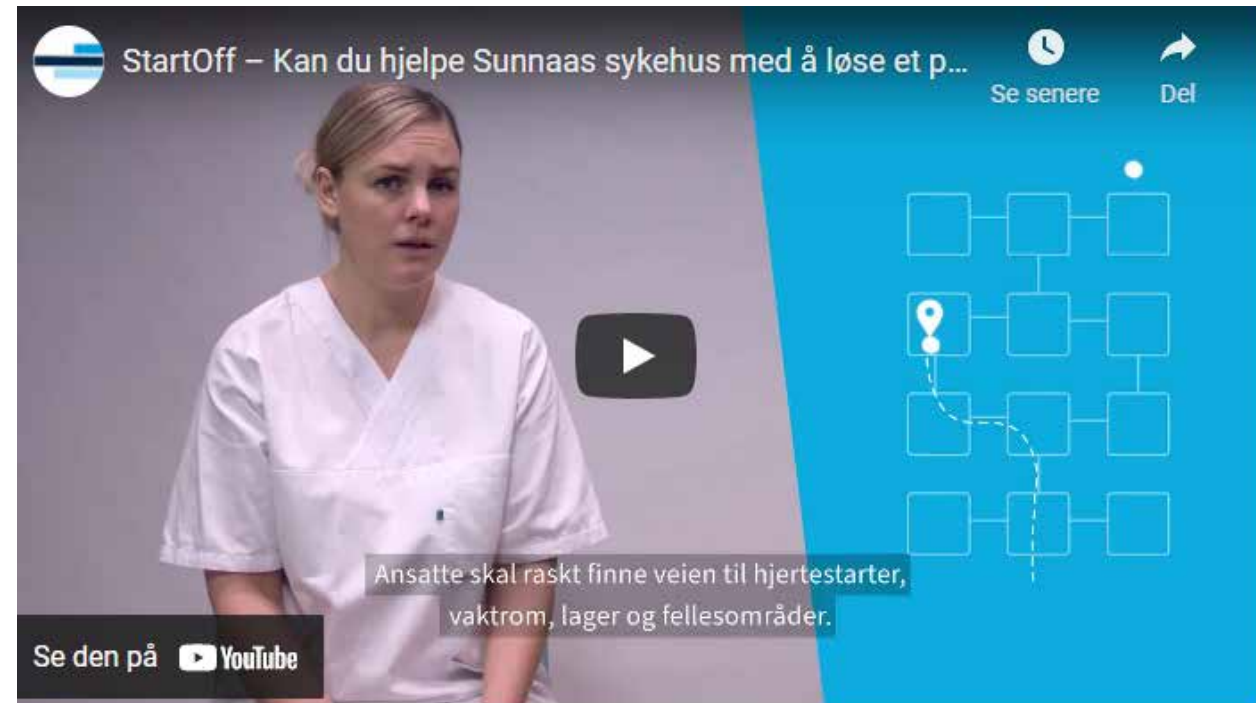 StartOff – Kan du hjelpe Sunnaas sykehus med å løse et p...
Se senere
Del
Ansatte skal raskt finne veien til hjertestarter,
vaktrom, lager og fellesområder.
Se den på YouTube